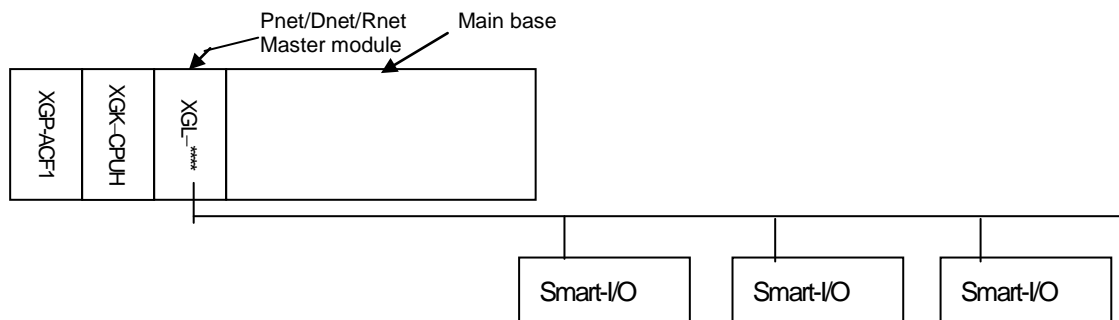 Pnet/Dnet/Rnet
Master module
Main base
XGP-ACF1
XGK-CPUH
XGL-****
Smart-I/O
Smart-I/O
Smart-I/O